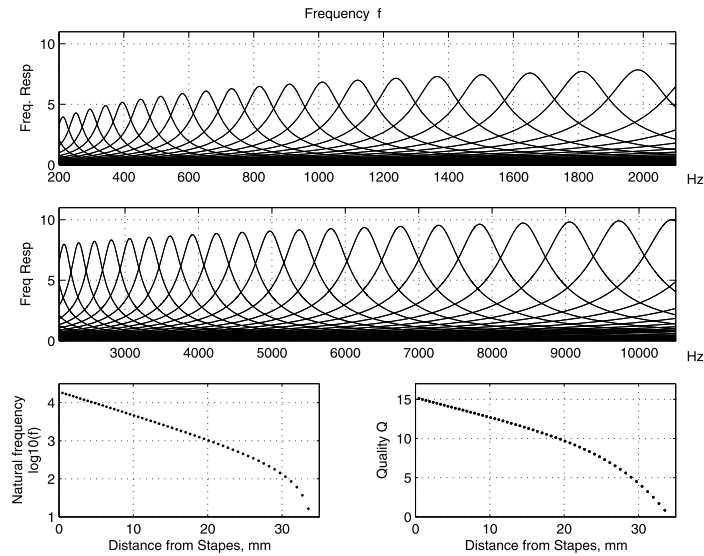 Frequency f
Freq. Resp
10
5
0
200 400 600 800 1000 1200 1400 1600 1800 2000 Hz
Freq Resp
10
5
0
3000 4000 5000 6000 7000 8000 9000 10000 Hz
Natural frequency
log10(f)
4
3
2
1
0 10 20 30
Distance from Stapes, mm
Quality Q
15
10
5
0
0 10 20 30
Distance from Stapes, mm